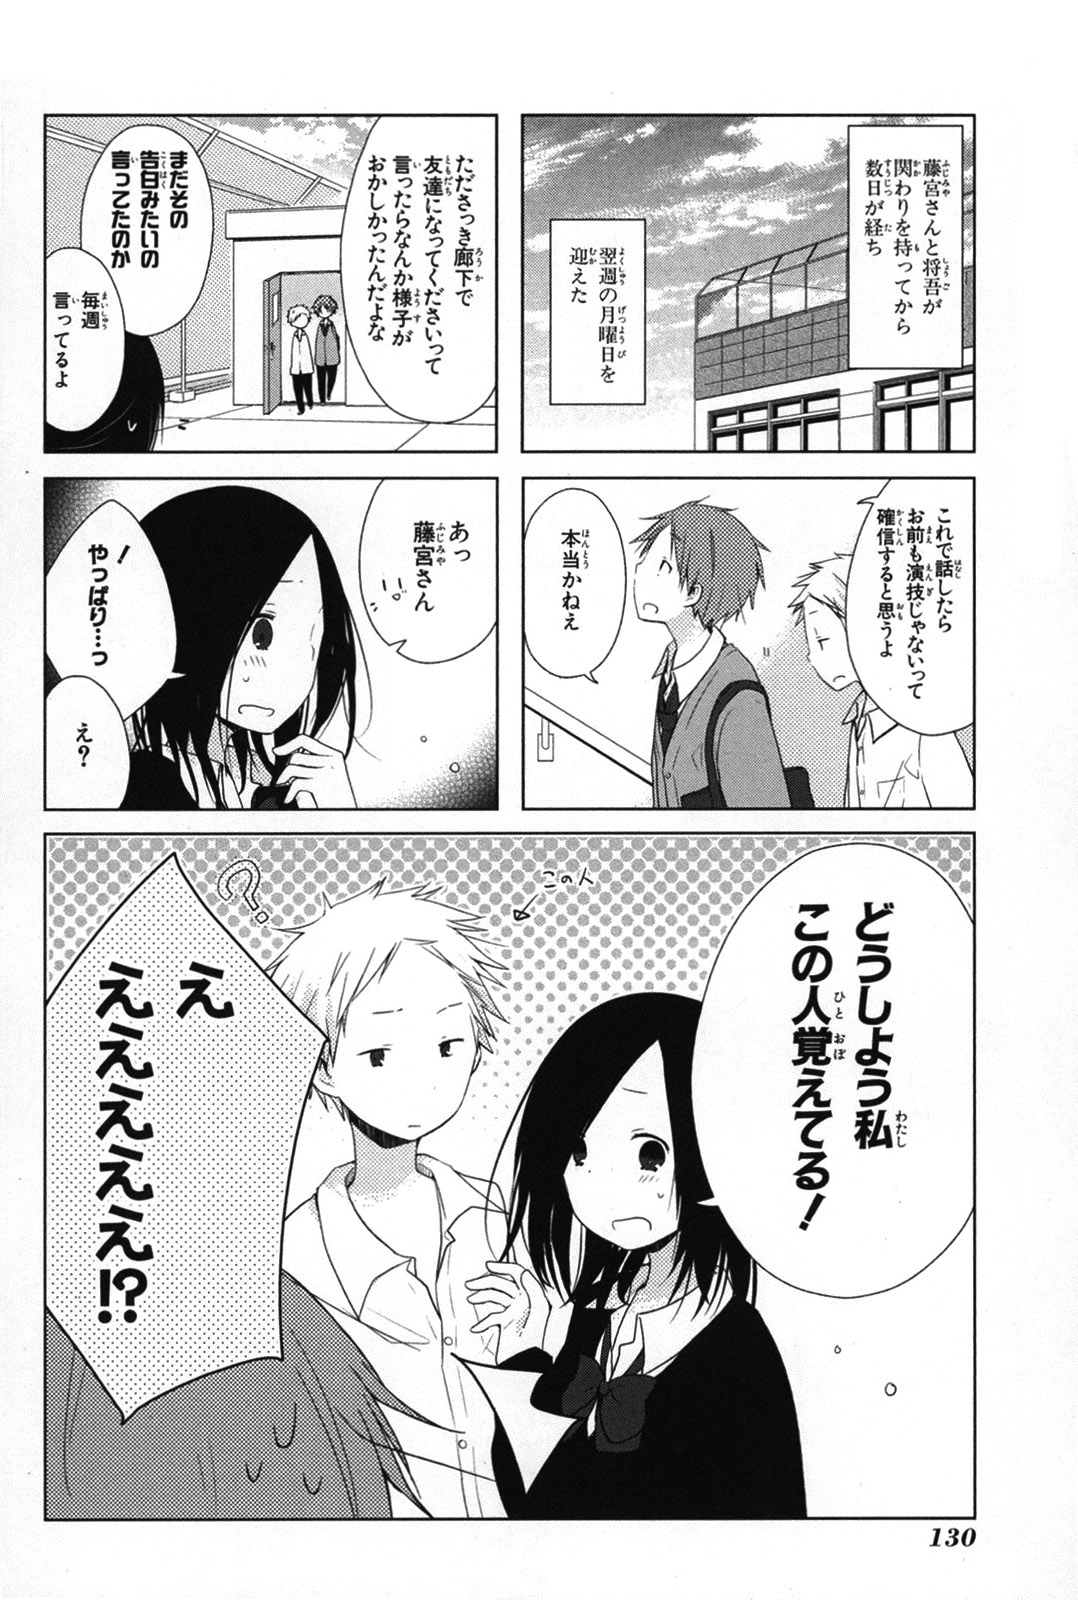 藤宮さんと将吾が
関わりを持ってから
数日が経ち
翌週の月曜日を
迎えた
たださっき廊下で
友達になってくださいって
言ったらなんか様子が
おかしかったんだよな
まだその
告白みたいの
言ってたのか
毎週
言ってるよ
これで話したら
お前も演技じゃないって
確信すると思うよ
本当かねえ
あっ
藤宮さん
!
やっぱり…っ
え?
どうしよう私
この人覚えてる!
この人
?
え
ええええええ!?
130